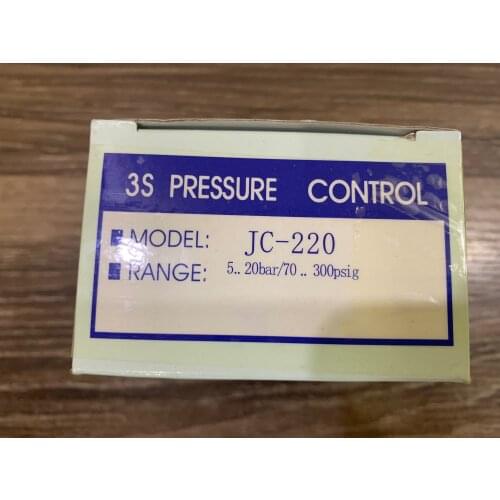 3S PRESSURE CONTROL
MODEL: JC-220
RANGE: 5.. 20bar/70 .. 300psig